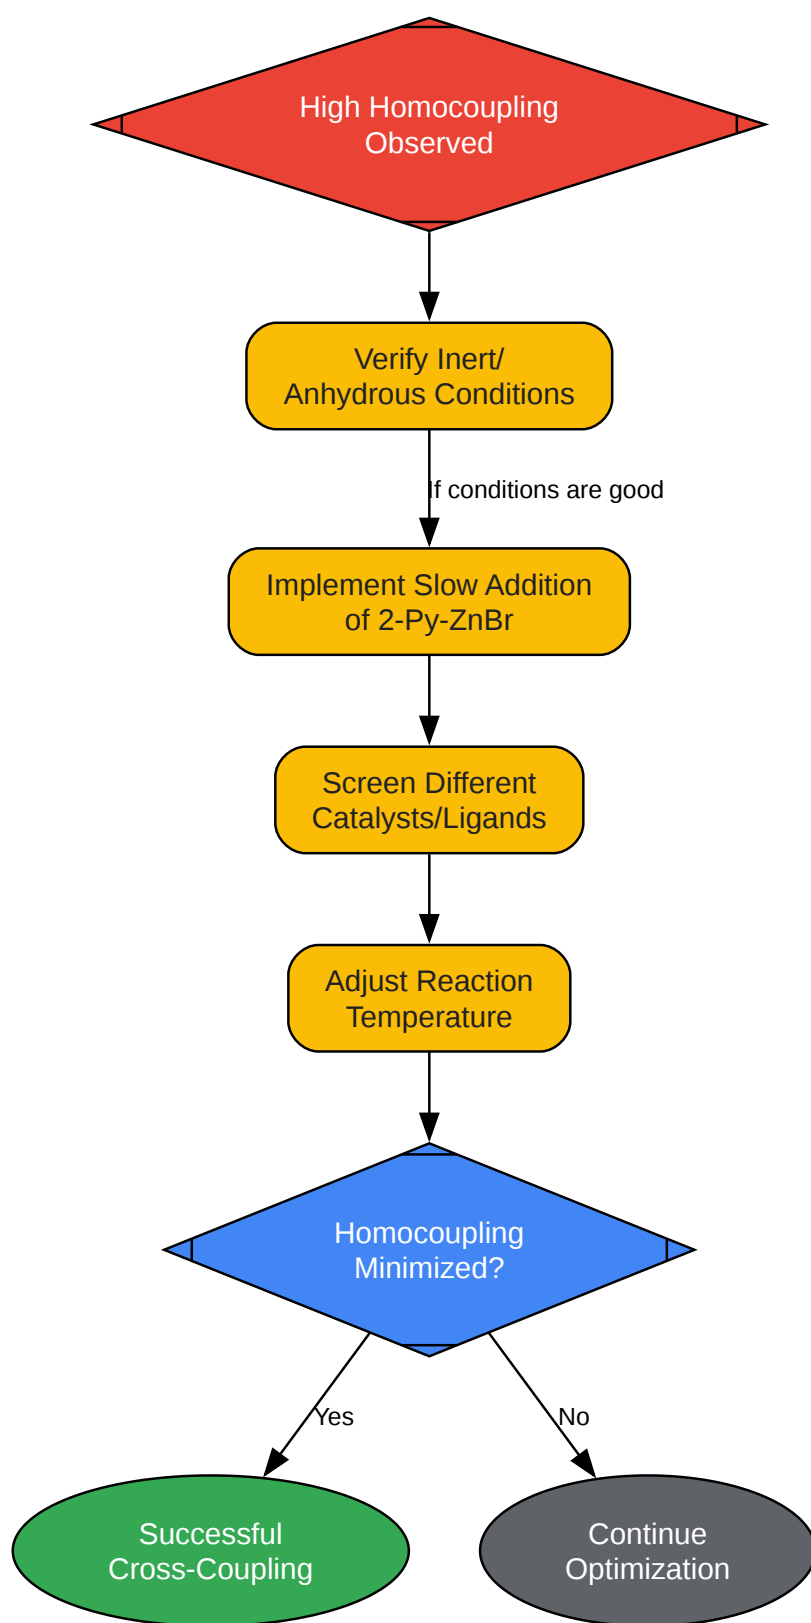 High Homocoupling
Observed
Verify Inert/
Anhydrous Conditions
If conditions are good
Implement Slow Addition
of 2-Py-ZnBr
Screen Different
Catalysts/Ligands
Adjust Reaction
Temperature
Homocoupling
Minimized?
Yes
No
Successful
Cross-Coupling
Continue
Optimization